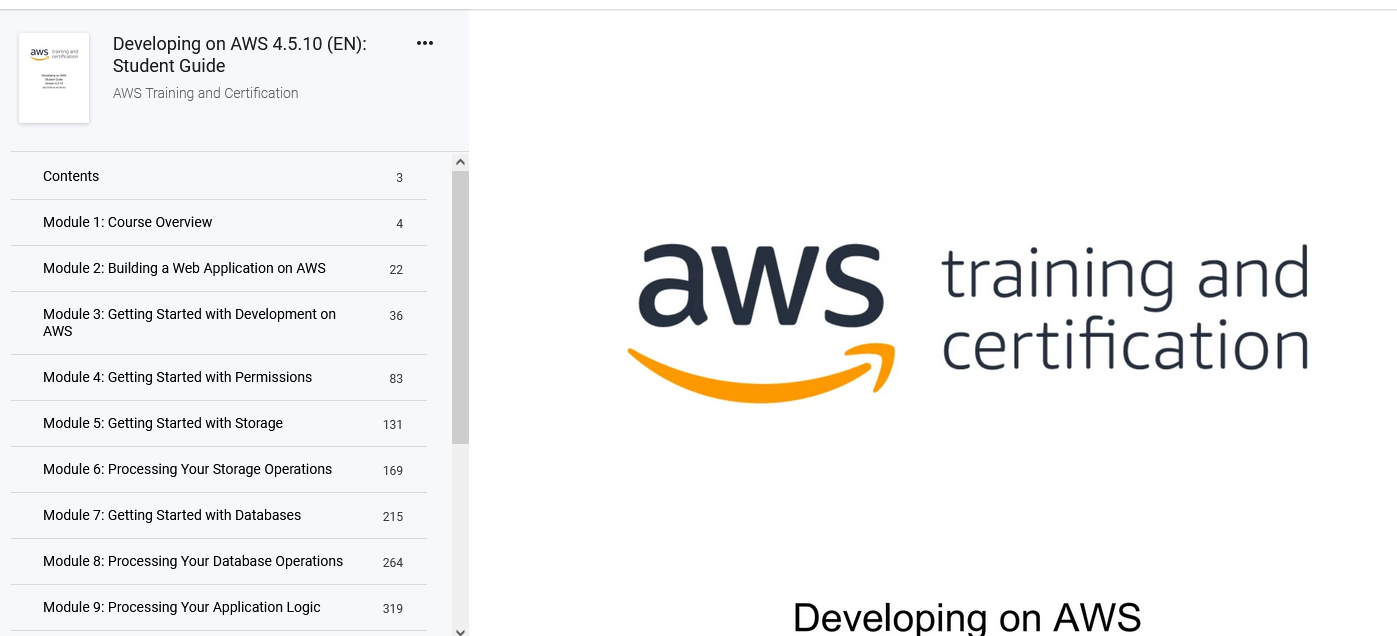 aws training and
certification
Developing on AWS
Student Guide
Developing on AWS 4.5.10 (EN):
Student Guide
AWS Training and Certification
Contents 3
Module 1: Course Overview 4
Module 2: Building a Web Application on AWS 22
Module 3: Getting Started with Development on 36
AWS
Module 4: Getting Started with Permissions 83
Module 5: Getting Started with Storage 131
Module 6: Processing Your Storage Operations 169
Module 7: Getting Started with Databases 215
Module 8: Processing Your Database Operations 264
Module 9: Processing Your Application Logic 319
aws training and
certification
Developing on AWS